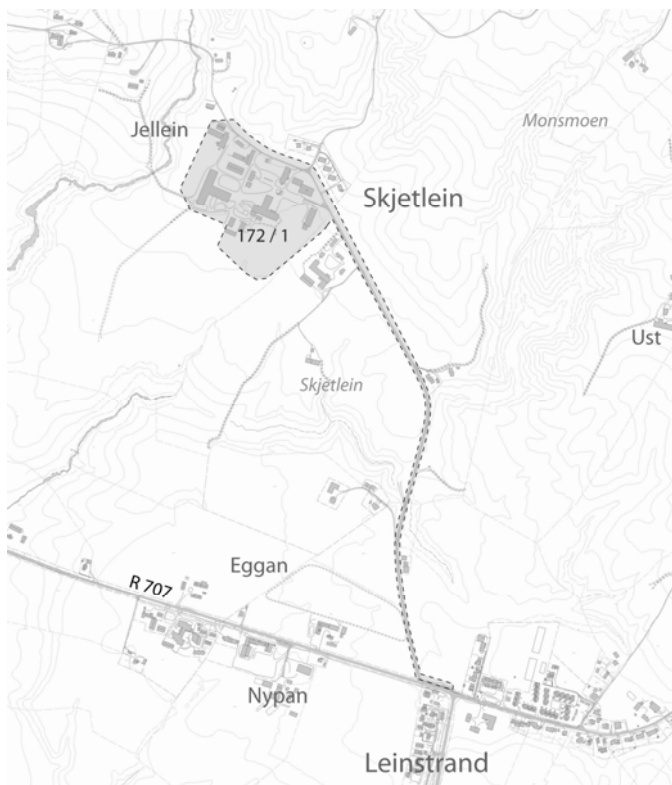 Monsmoen
Jellein
Skjetlein
172 / 1
Ust
Skjetlein
Eggan
R 707
Nypan
Leinstrand